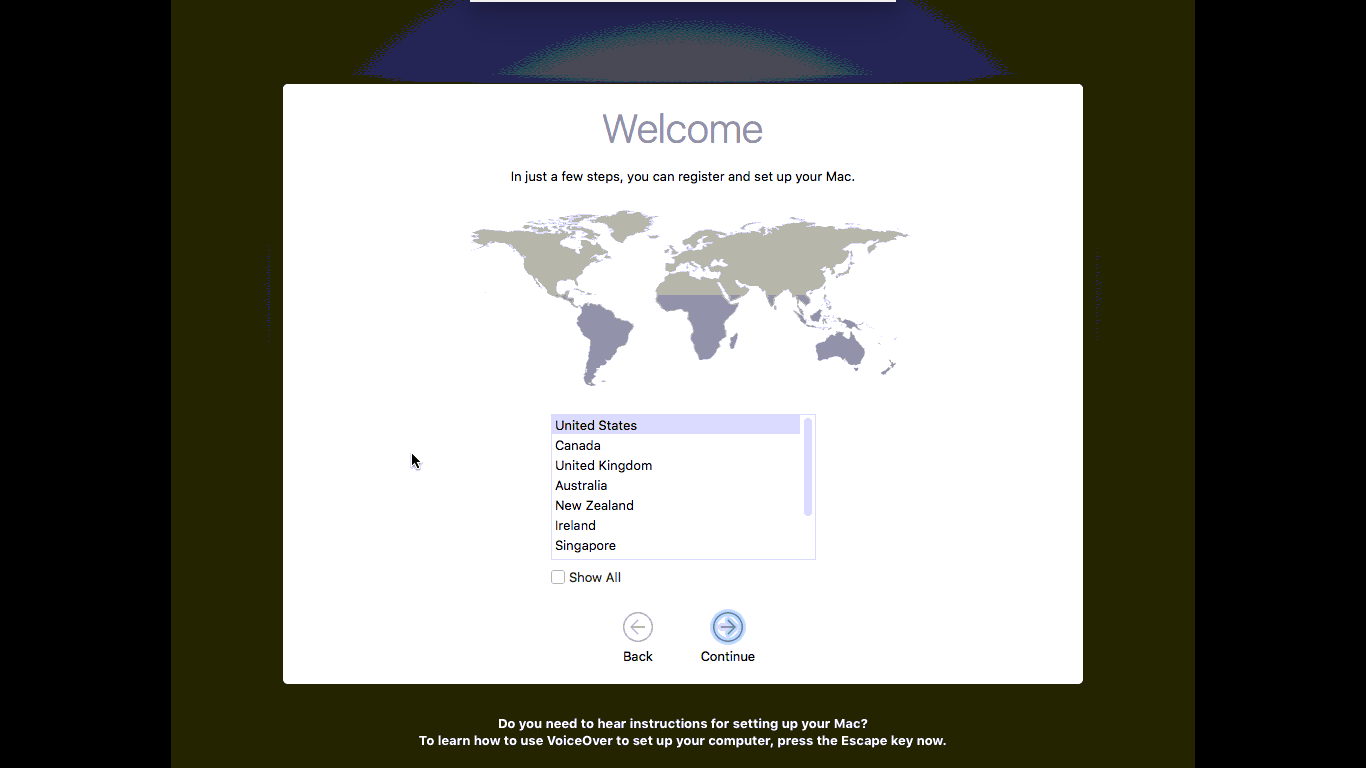 Welcome
In just a few steps, you can register and set up your Mac.
United States
Canada
United Kingdom
Australia
New Zealand
Ireland
Singapore
Show All
Back
Continue
Do you need to hear instructions for setting up your Mac?
To learn how to use VoiceOver to set up your computer, press the Escape key now.